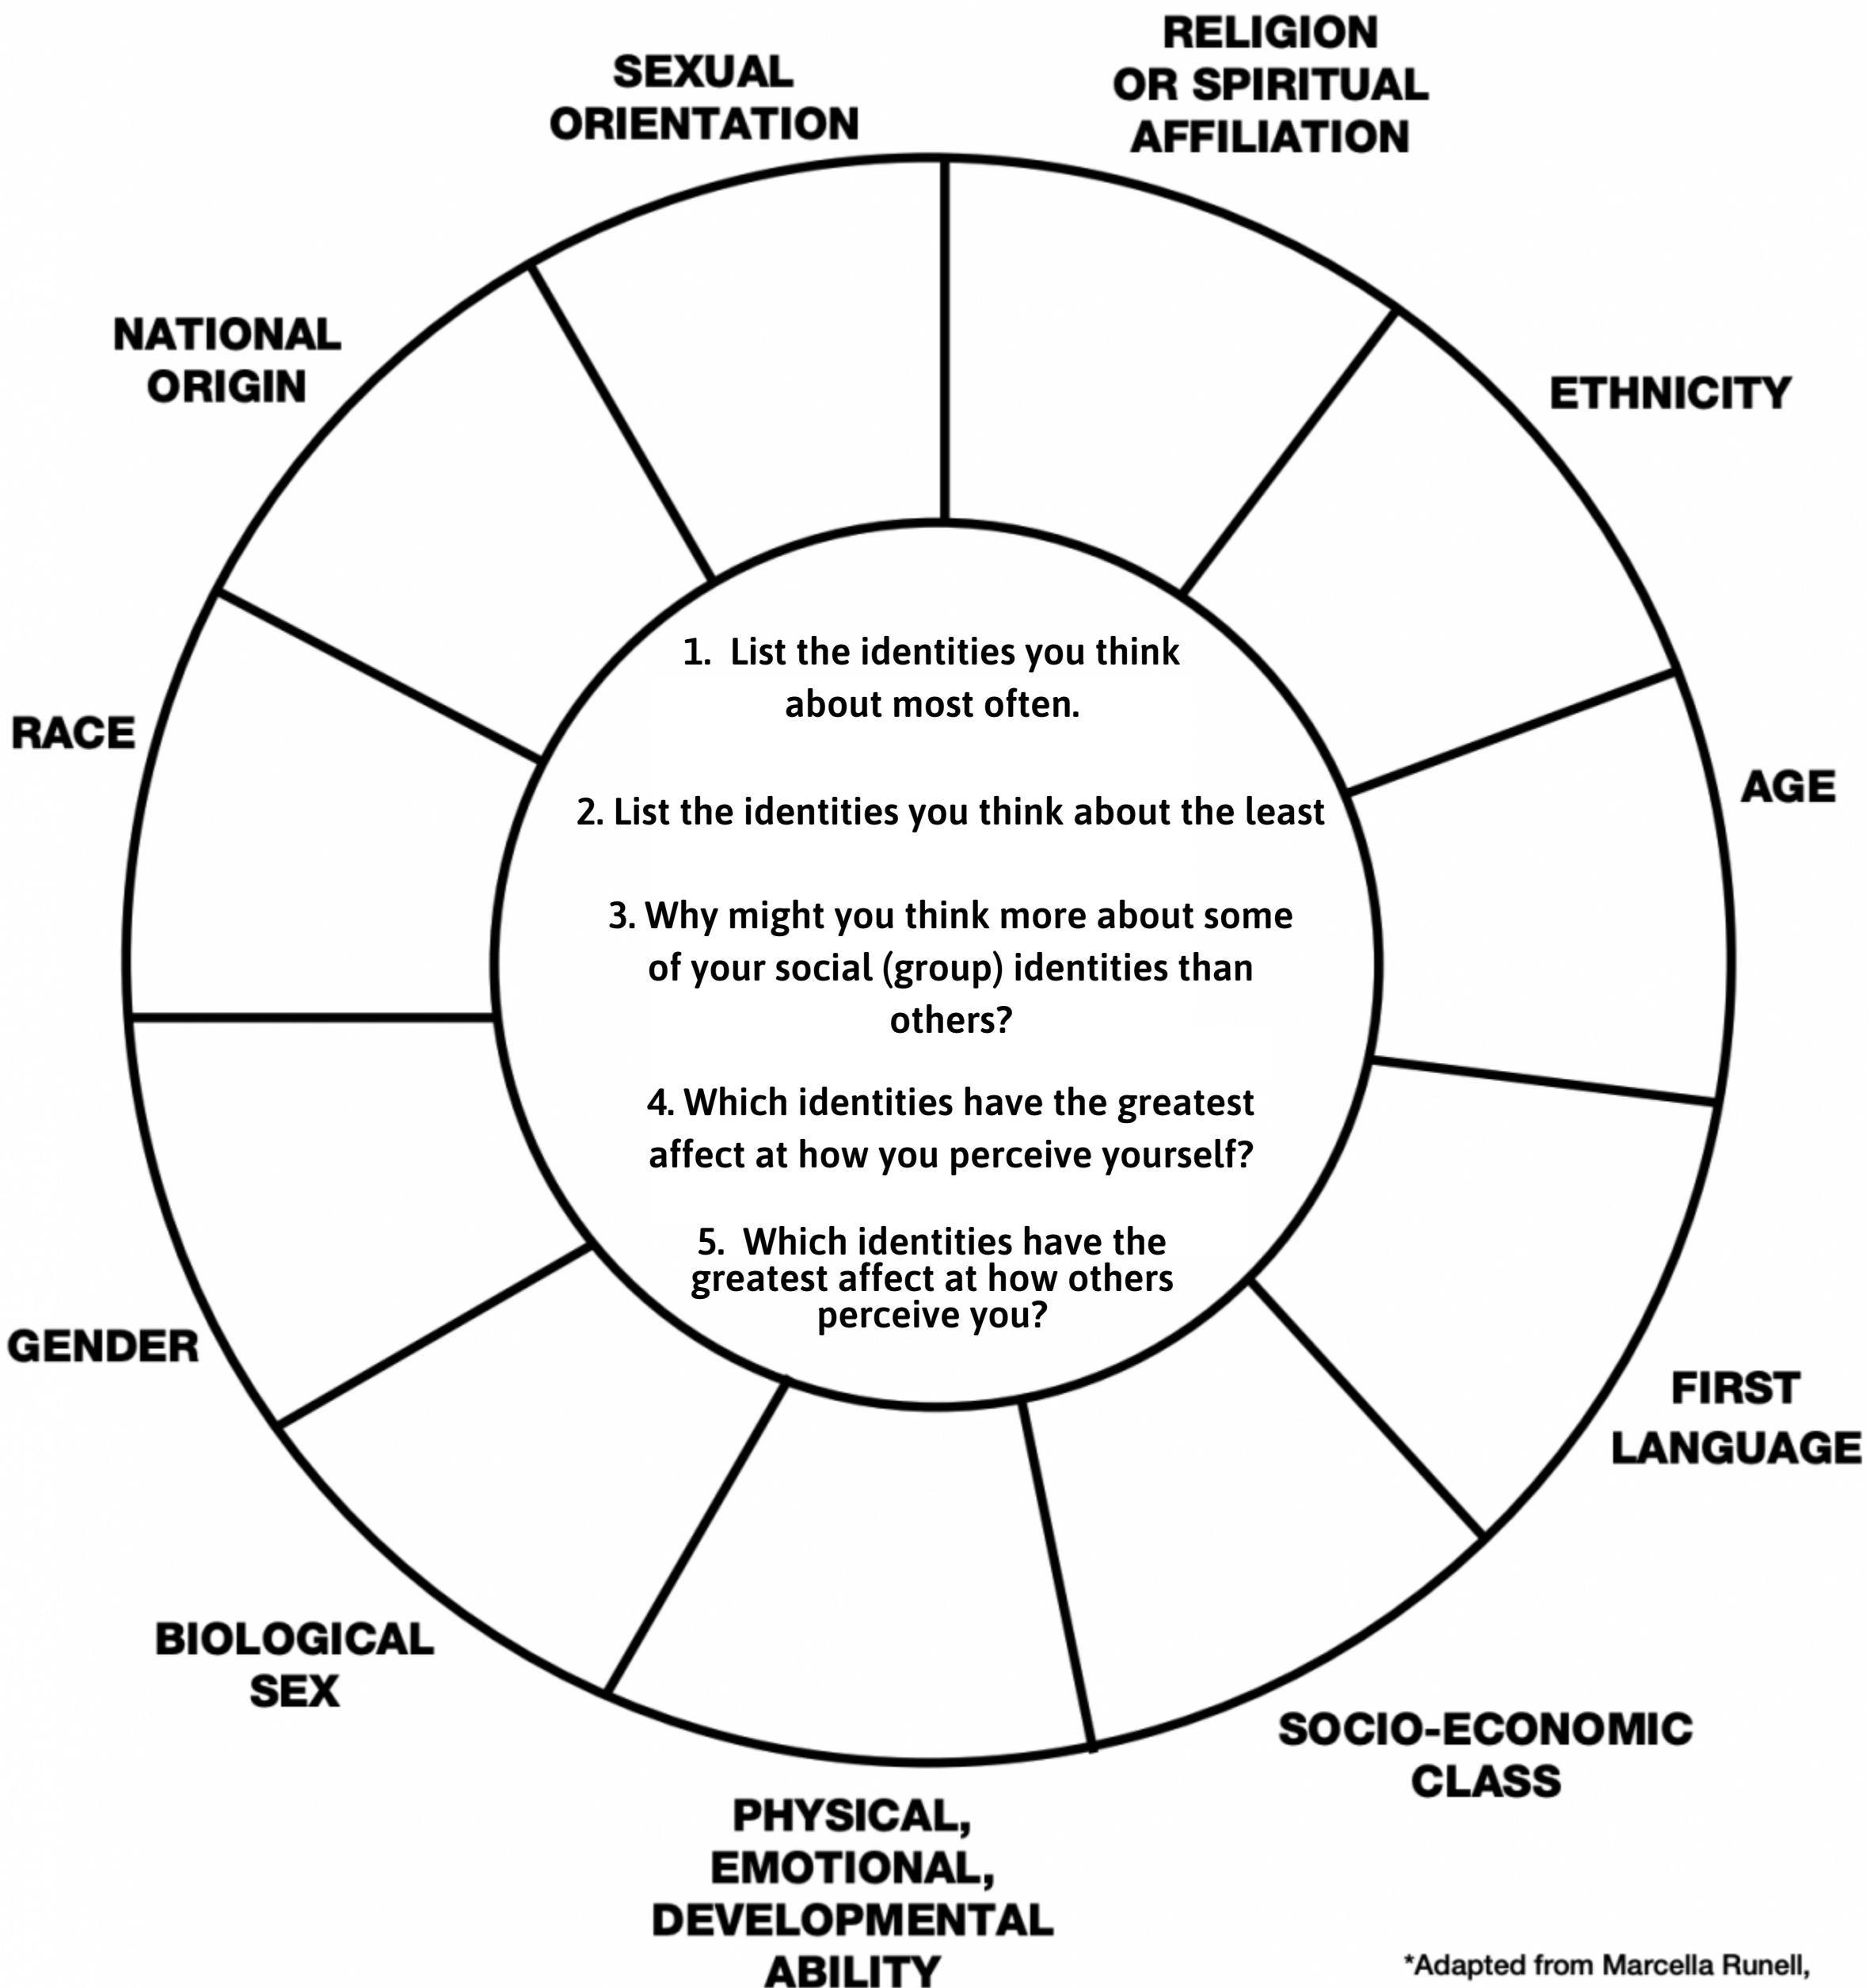 SEXUAL
ORIENTATION
RELIGION
OR SPIRITUAL
AFFILIATION
NATIONAL
ORIGIN
ETHNICITY
RACE
AGE
1.  List the identities you think
about most often.
2. List the identities you think about the least
3. Why might you think more about some
of your social (group) identities than
others?
4. Which identities have the greatest
affect at how you perceive yourself?
5.  Which identities have the
greatest affect at how others
perceive you?
GENDER
FIRST
LANGUAGE
BIOLOGICAL
SEX
SOCIO-ECONOMIC
CLASS
PHYSICAL,
EMOTIONAL,
DEVELOPMENTAL
ABILITY
*Adapted from Marcella Runell,